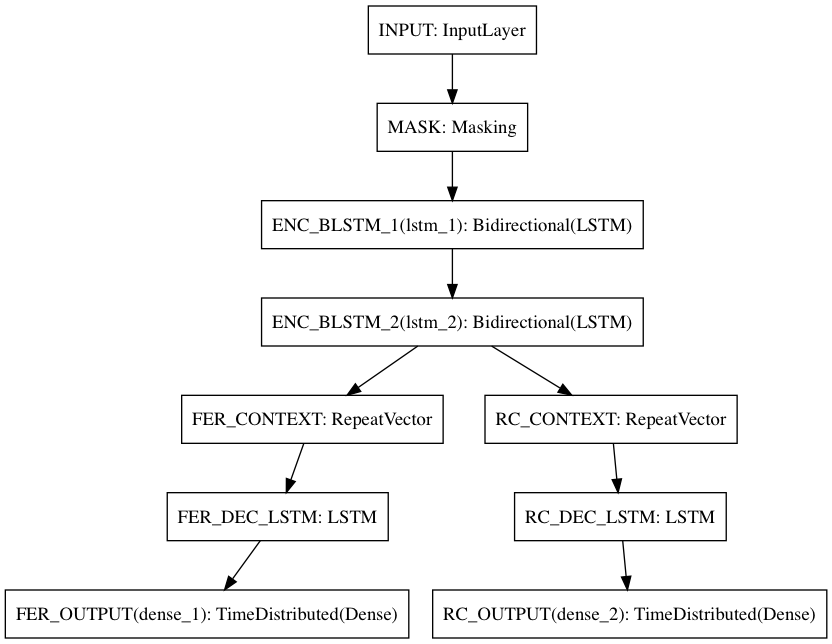 INPUT: InputLayer
MASK: Masking
ENC_BLSTM_1(lstm_1): Bidirectional(LSTM)
ENC_BLSTM_2(lstm_2): Bidirectional(LSTM)
FER_CONTEXT: RepeatVector
RC_CONTEXT: RepeatVector
FER_DEC_LSTM: LSTM
RC_DEC_LSTM: LSTM
FER_OUTPUT(dense_1): TimeDistributed(Dense)
RC_OUTPUT(dense_2): TimeDistributed(Dense)